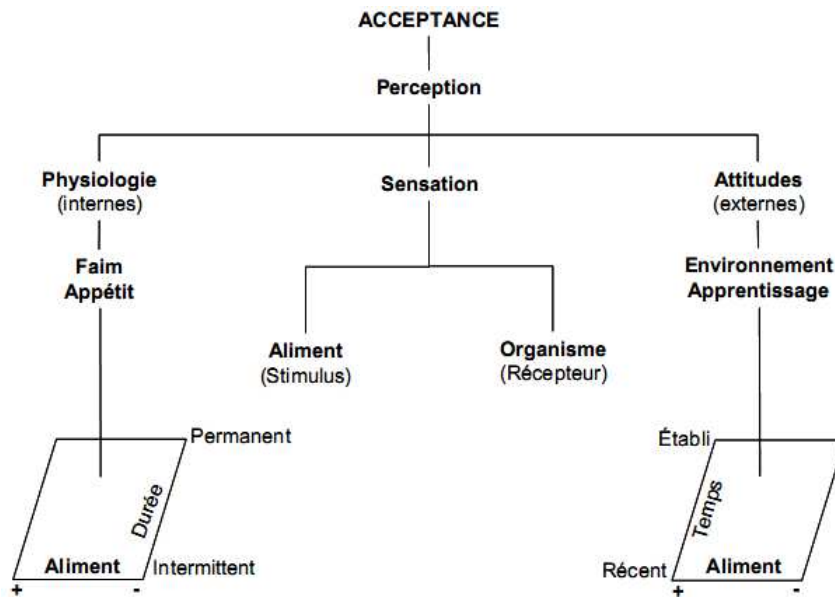 ACCEPTANCE
Perception
Physiologie
(internes)
Sensation
Attitudes
(externes)
Faim
Appétit
Environnement
Apprentissage
Aliment
(Stimulus)
Organisme
(Récepteur)
Permanent
Durée
Aliment
Intermittent
+ -
Établi
Temps
Récent
Aliment
+ -